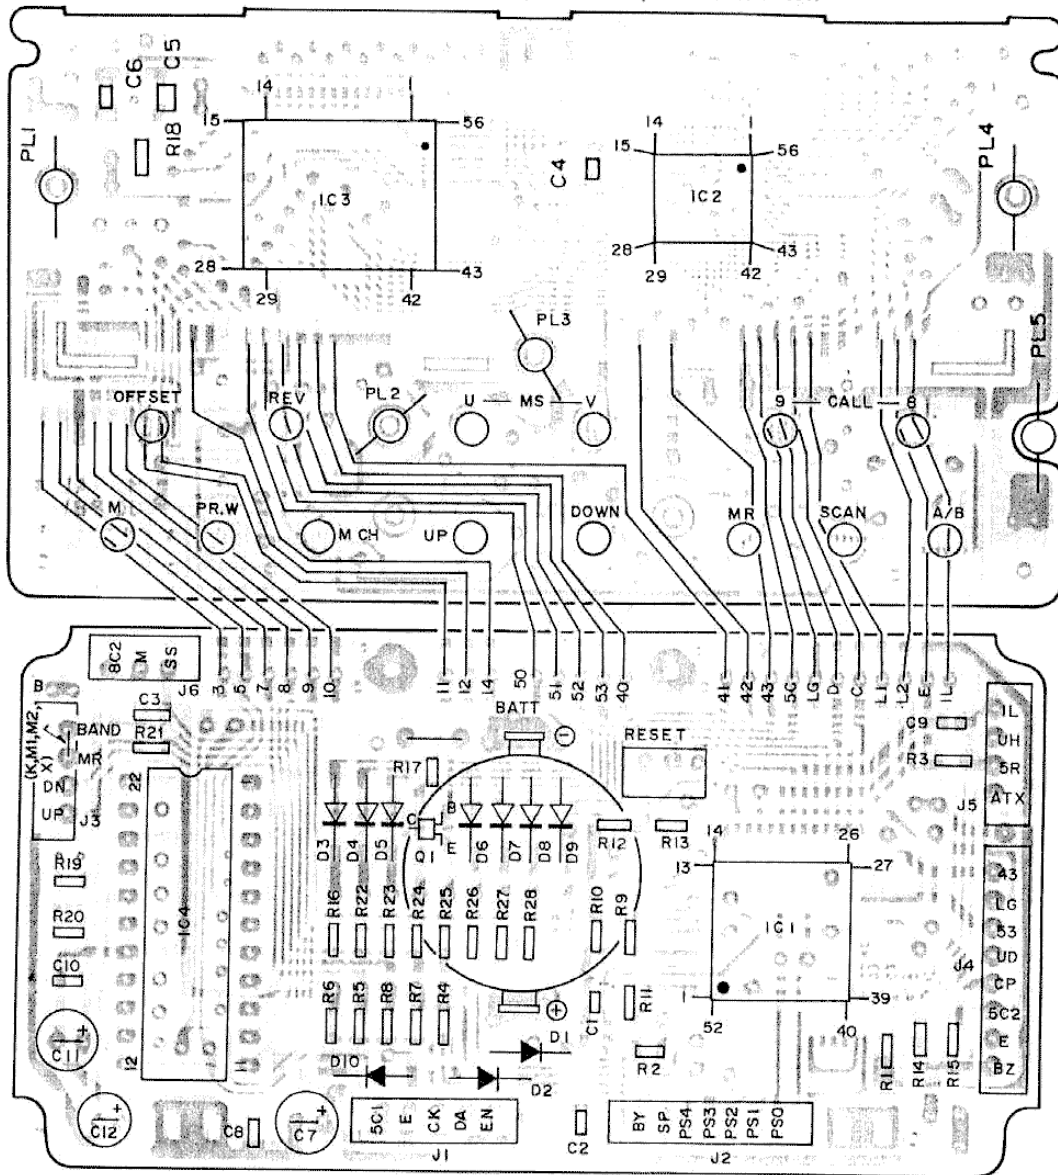 C6 C5
14 1
15 56
PL1 R18
IC3
28 43
29 42
14 1
15 56
C4
IC2
28 43
29 42
PL4
PL3
PL5
OFFSET REV PL2 U MS V 9 CALL 8
M PR.W M CH UP DOWN MR SCAN A/B
8C2 M SS
J6 3 5 7 8 9 10 11 12 14 50 51 52 53 40 41 42 43 5C LG D C L1 L2 E IL
B
(K,M1,M2,X)
BAND
MR
DN
UP
J3
C3
R21
22
BATT
RESET
C9
R3
IL
UH
5R
ATX
J5
R17
C B
Q1 E
D3 D4 D5 D6 D7 D8 D9
R12 R13
14 26
13 27
IC1
1 39
52 40
R19
R20
C10
C11
IC4
12 11
R16 R22 R23 R24 R25 R26 R27 R28 R10 R9
R6 R5 R8 R7 R4 C1 R11
43
LG
53
UD
CP
5C2
E
BZ
J4
D10 D1
D2
R2
R1 R14 R15
C12
C8
C7
5C1 E CK DA EN
J1
C2
BY SP PS4 PS3 PS2 PS1 PS0
J2